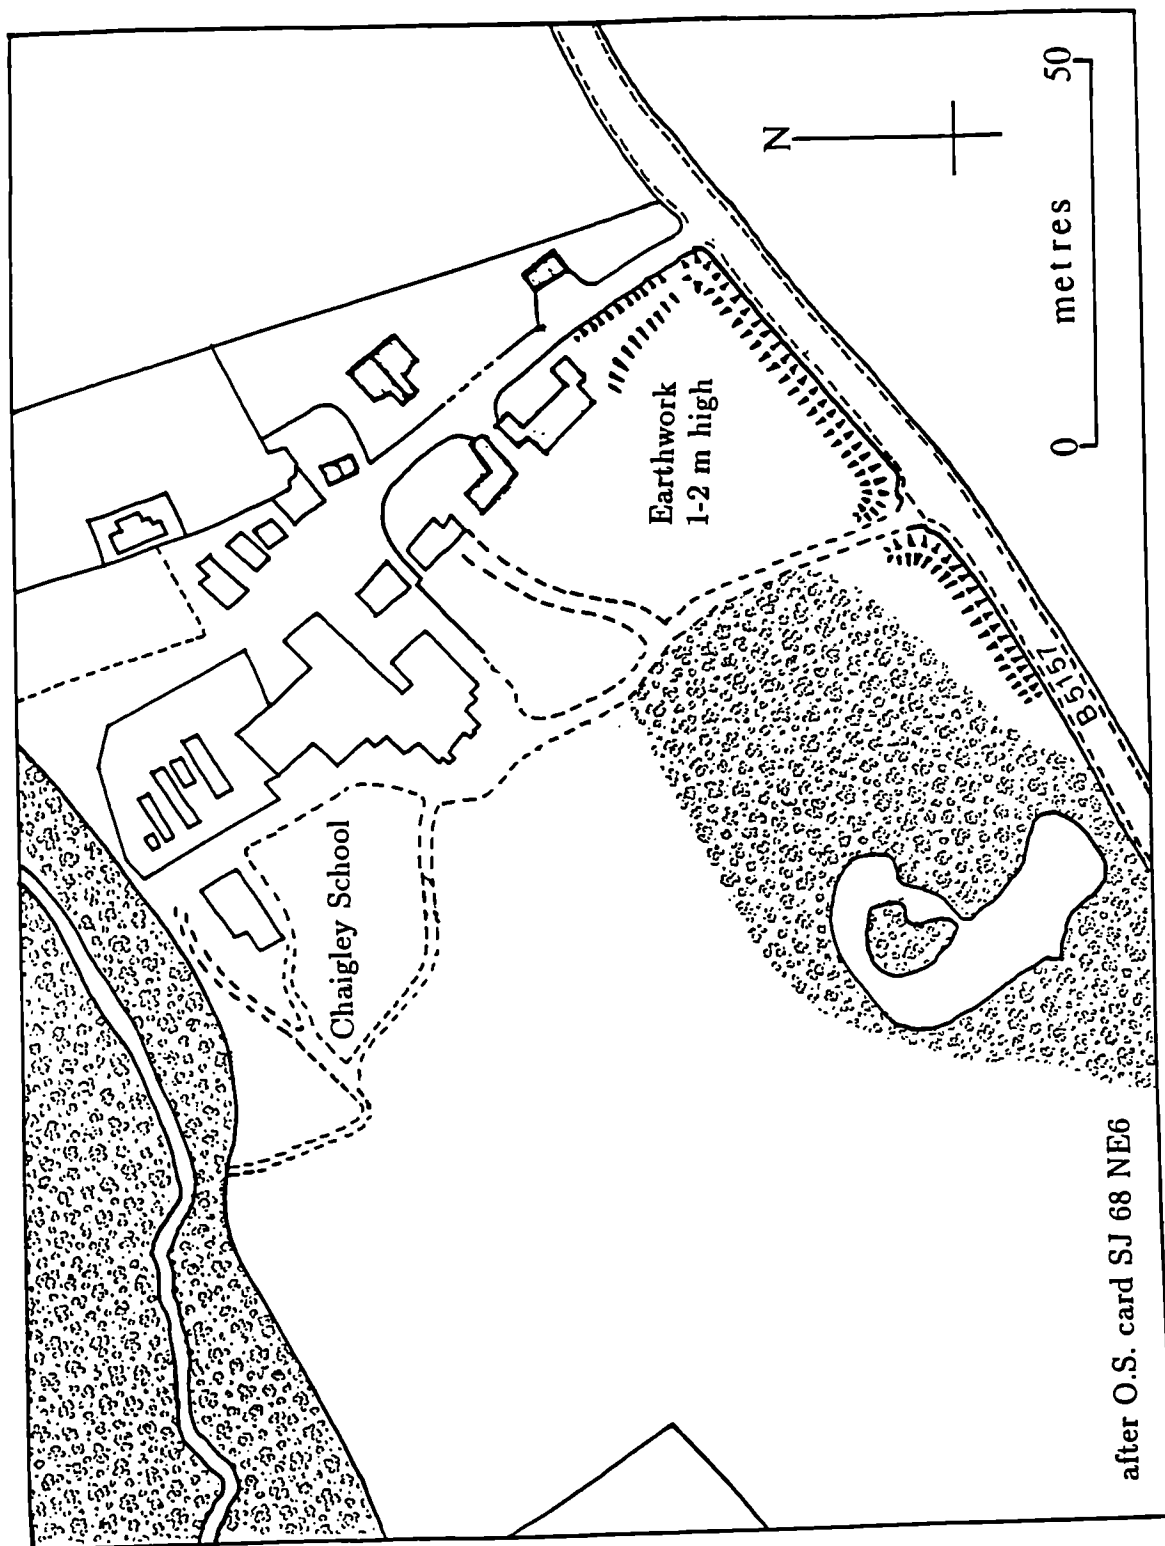 Chaigley School
Earthwork
1-2 m high
N
0 50
metres
B5157
after O.S. card SJ 68 NE6